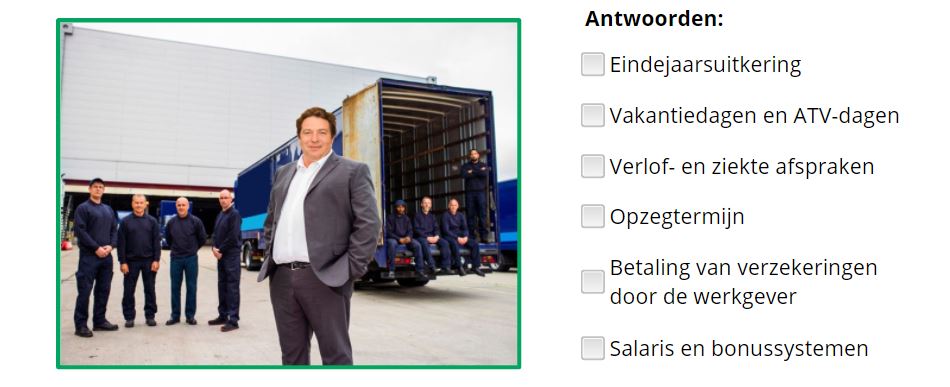 Antwoorden:
Eindejaarsuitkering
Vakantiedagen en ATV-dagen
Verlof- en ziekte afspraken
Opzegtermijn
Betaling van verzekeringen
door de werkgever
Salaris en bonussystemen